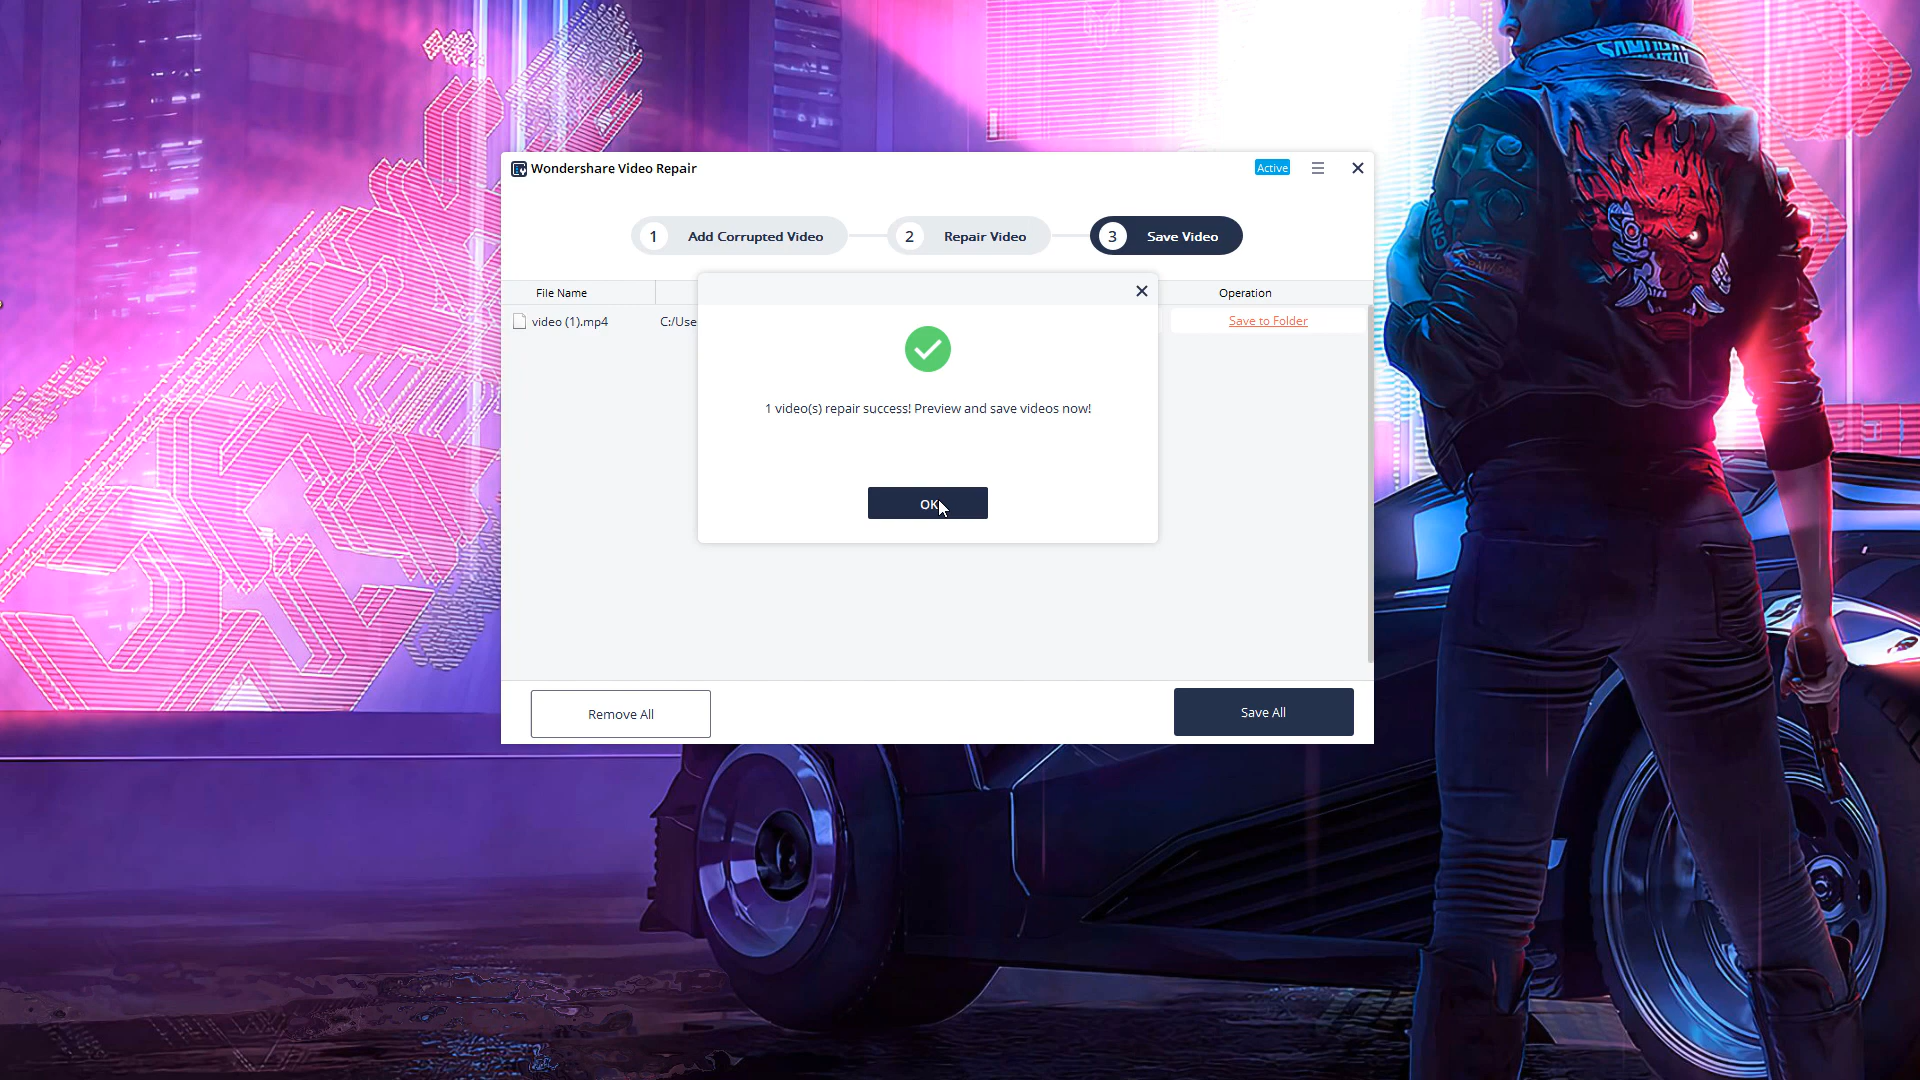 SAMURAI
Wondershare Video Repair
Active
1 Add Corrupted Video
2 Repair Video
3 Save Video
File Name
Operation
video (1).mp4
C:/Use
Save to Folder
1 video(s) repair success! Preview and save videos now!
OK
Remove All
Save All